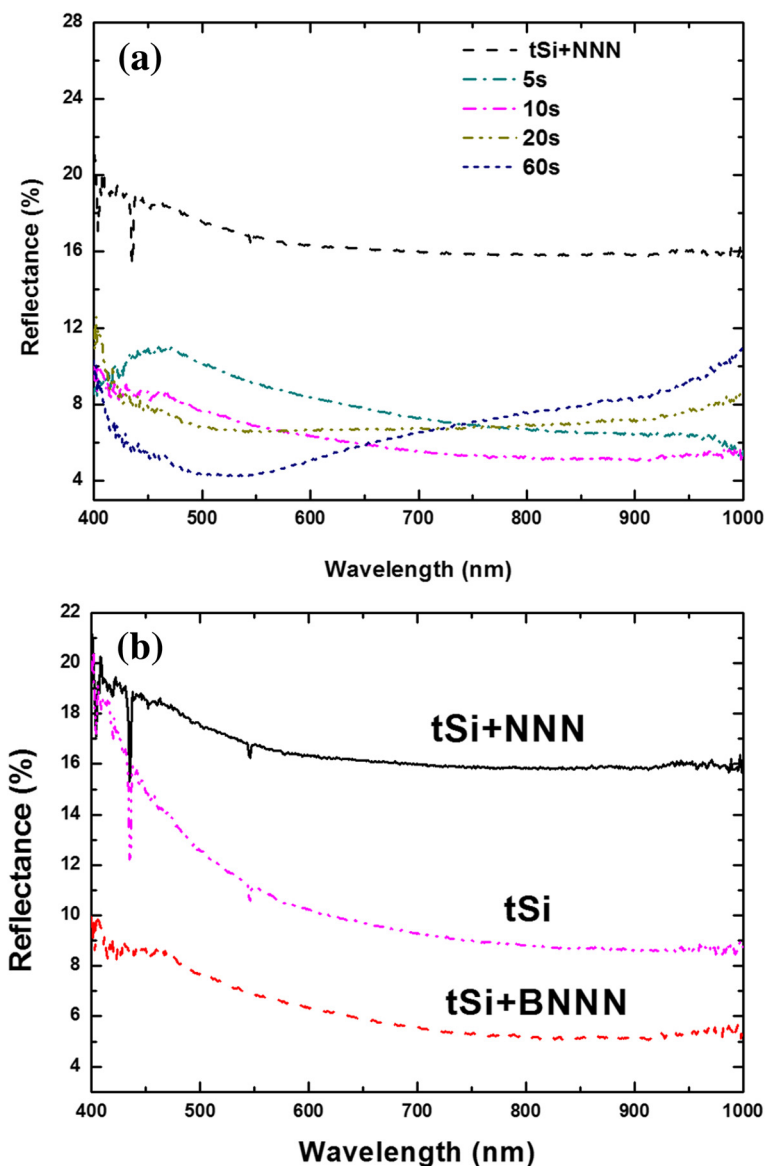 28
24
20
16
12
8
4
Reflectance (%)
(a)
tSi+NNN
5s
10s
20s
60s
400 500 600 700 800 900 1000
Wavelength (nm)
22
20
18
16
14
12
10
8
6
4
Reflectance (%)
(b)
tSi+NNN
tSi
tSi+BNNN
400 500 600 700 800 900 1000
Wavelength (nm)